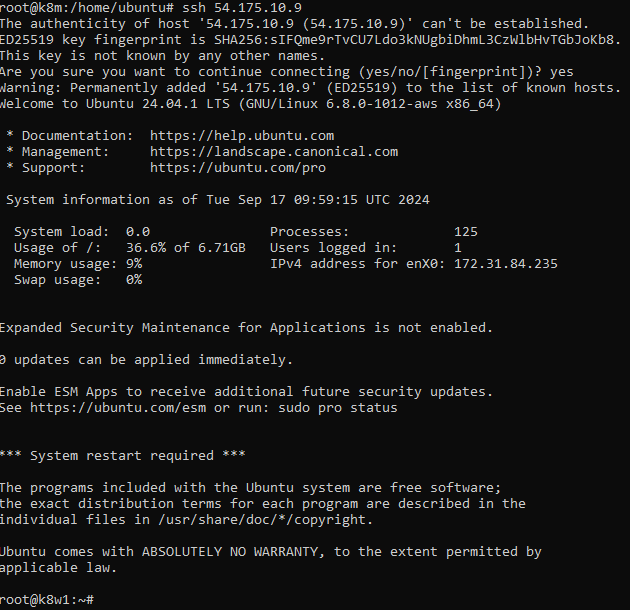 root@k8m:/home/ubuntu# ssh 54.175.10.9
The authenticity of host '54.175.10.9 (54.175.10.9)' can't be established.
ED25519 key fingerprint is SHA256:sIFQme9rTvCU7Ldo3kNUgbiDhmL3CzWlbHvTGbJoKb8.
This key is not known by any other names.
Are you sure you want to continue connecting (yes/no/[fingerprint])? yes
Warning: Permanently added '54.175.10.9' (ED25519) to the list of known hosts.
Welcome to Ubuntu 24.04.1 LTS (GNU/Linux 6.8.0-1012-aws x86_64)

 * Documentation:  https://help.ubuntu.com
 * Management:     https://landscape.canonical.com
 * Support:        https://ubuntu.com/pro

 System information as of Tue Sep 17 09:59:15 UTC 2024

  System load:  0.0               Processes:             125
  Usage of /:   36.6% of 6.71GB   Users logged in:       1
  Memory usage: 9%                IPv4 address for enX0: 172.31.84.235
  Swap usage:   0%

Expanded Security Maintenance for Applications is not enabled.

0 updates can be applied immediately.

Enable ESM Apps to receive additional future security updates.
See https://ubuntu.com/esm or run: sudo pro status

*** System restart required ***

The programs included with the Ubuntu system are free software;
the exact distribution terms for each program are described in the
individual files in /usr/share/doc/*/copyright.

Ubuntu comes with ABSOLUTELY NO WARRANTY, to the extent permitted by
applicable law.

root@k8w1:~#